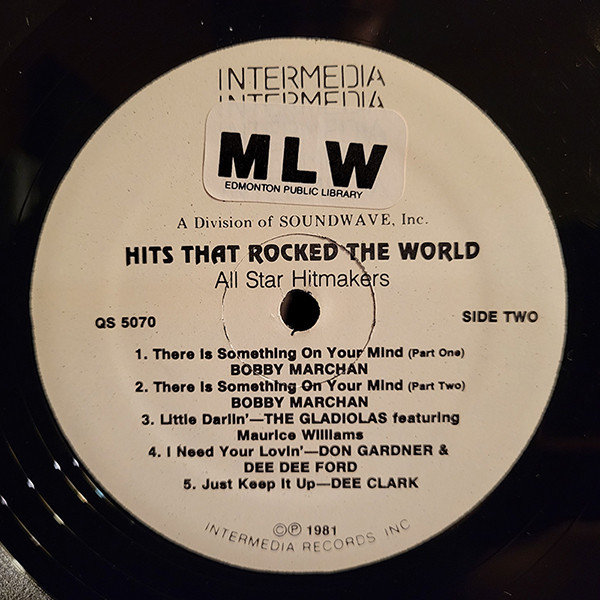 INTERMEDIA
INTERMEDIA
MLW
EDMONTON PUBLIC LIBRARY
A Division of SOUNDWAVE, Inc.
HITS THAT ROCKED THE WORLD
All Star Hitmakers
QS 5070
SIDE TWO
1. There Is Something On Your Mind (Part One)
BOBBY MARCHAN
2. There Is Something On Your Mind (Part Two)
BOBBY MARCHAN
3. Little Darlin'—THE GLADIOLAS featuring
Maurice Williams
4. I Need Your Lovin'—DON GARDNER &
DEE DEE FORD
5. Just Keep It Up—DEE CLARK
©℗ 1981
INTERMEDIA RECORDS INC